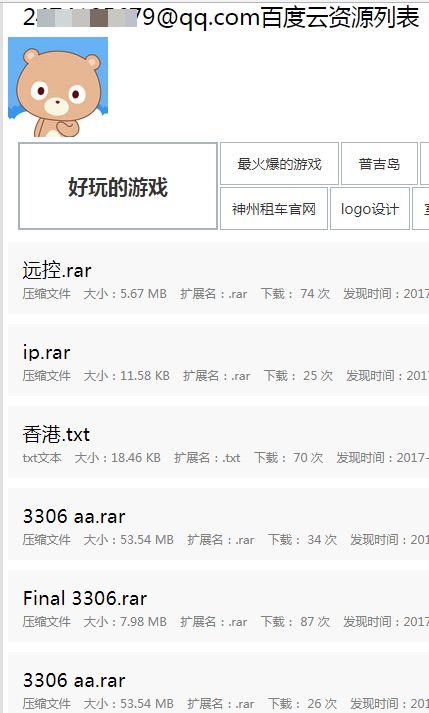 @qq.com百度云资源列表
好玩的游戏
最火爆的游戏
普吉岛
神州租车官网
logo设计
远控.rar
压缩文件 大小：5.67 MB 扩展名：.rar 下载： 74 次 发现时间：2017
ip.rar
压缩文件 大小：11.58 KB 扩展名：.rar 下载： 25 次 发现时间：2017
香港.txt
txt文本 大小：18.46 KB 扩展名：.txt 下载： 70 次 发现时间：2017-
3306 aa.rar
压缩文件 大小：53.54 MB 扩展名：.rar 下载： 34 次 发现时间：201
Final 3306.rar
压缩文件 大小：7.98 MB 扩展名：.rar 下载： 87 次 发现时间：2017
3306 aa.rar
压缩文件 大小：53.54 MB 扩展名：.rar 下载： 26 次 发现时间：201